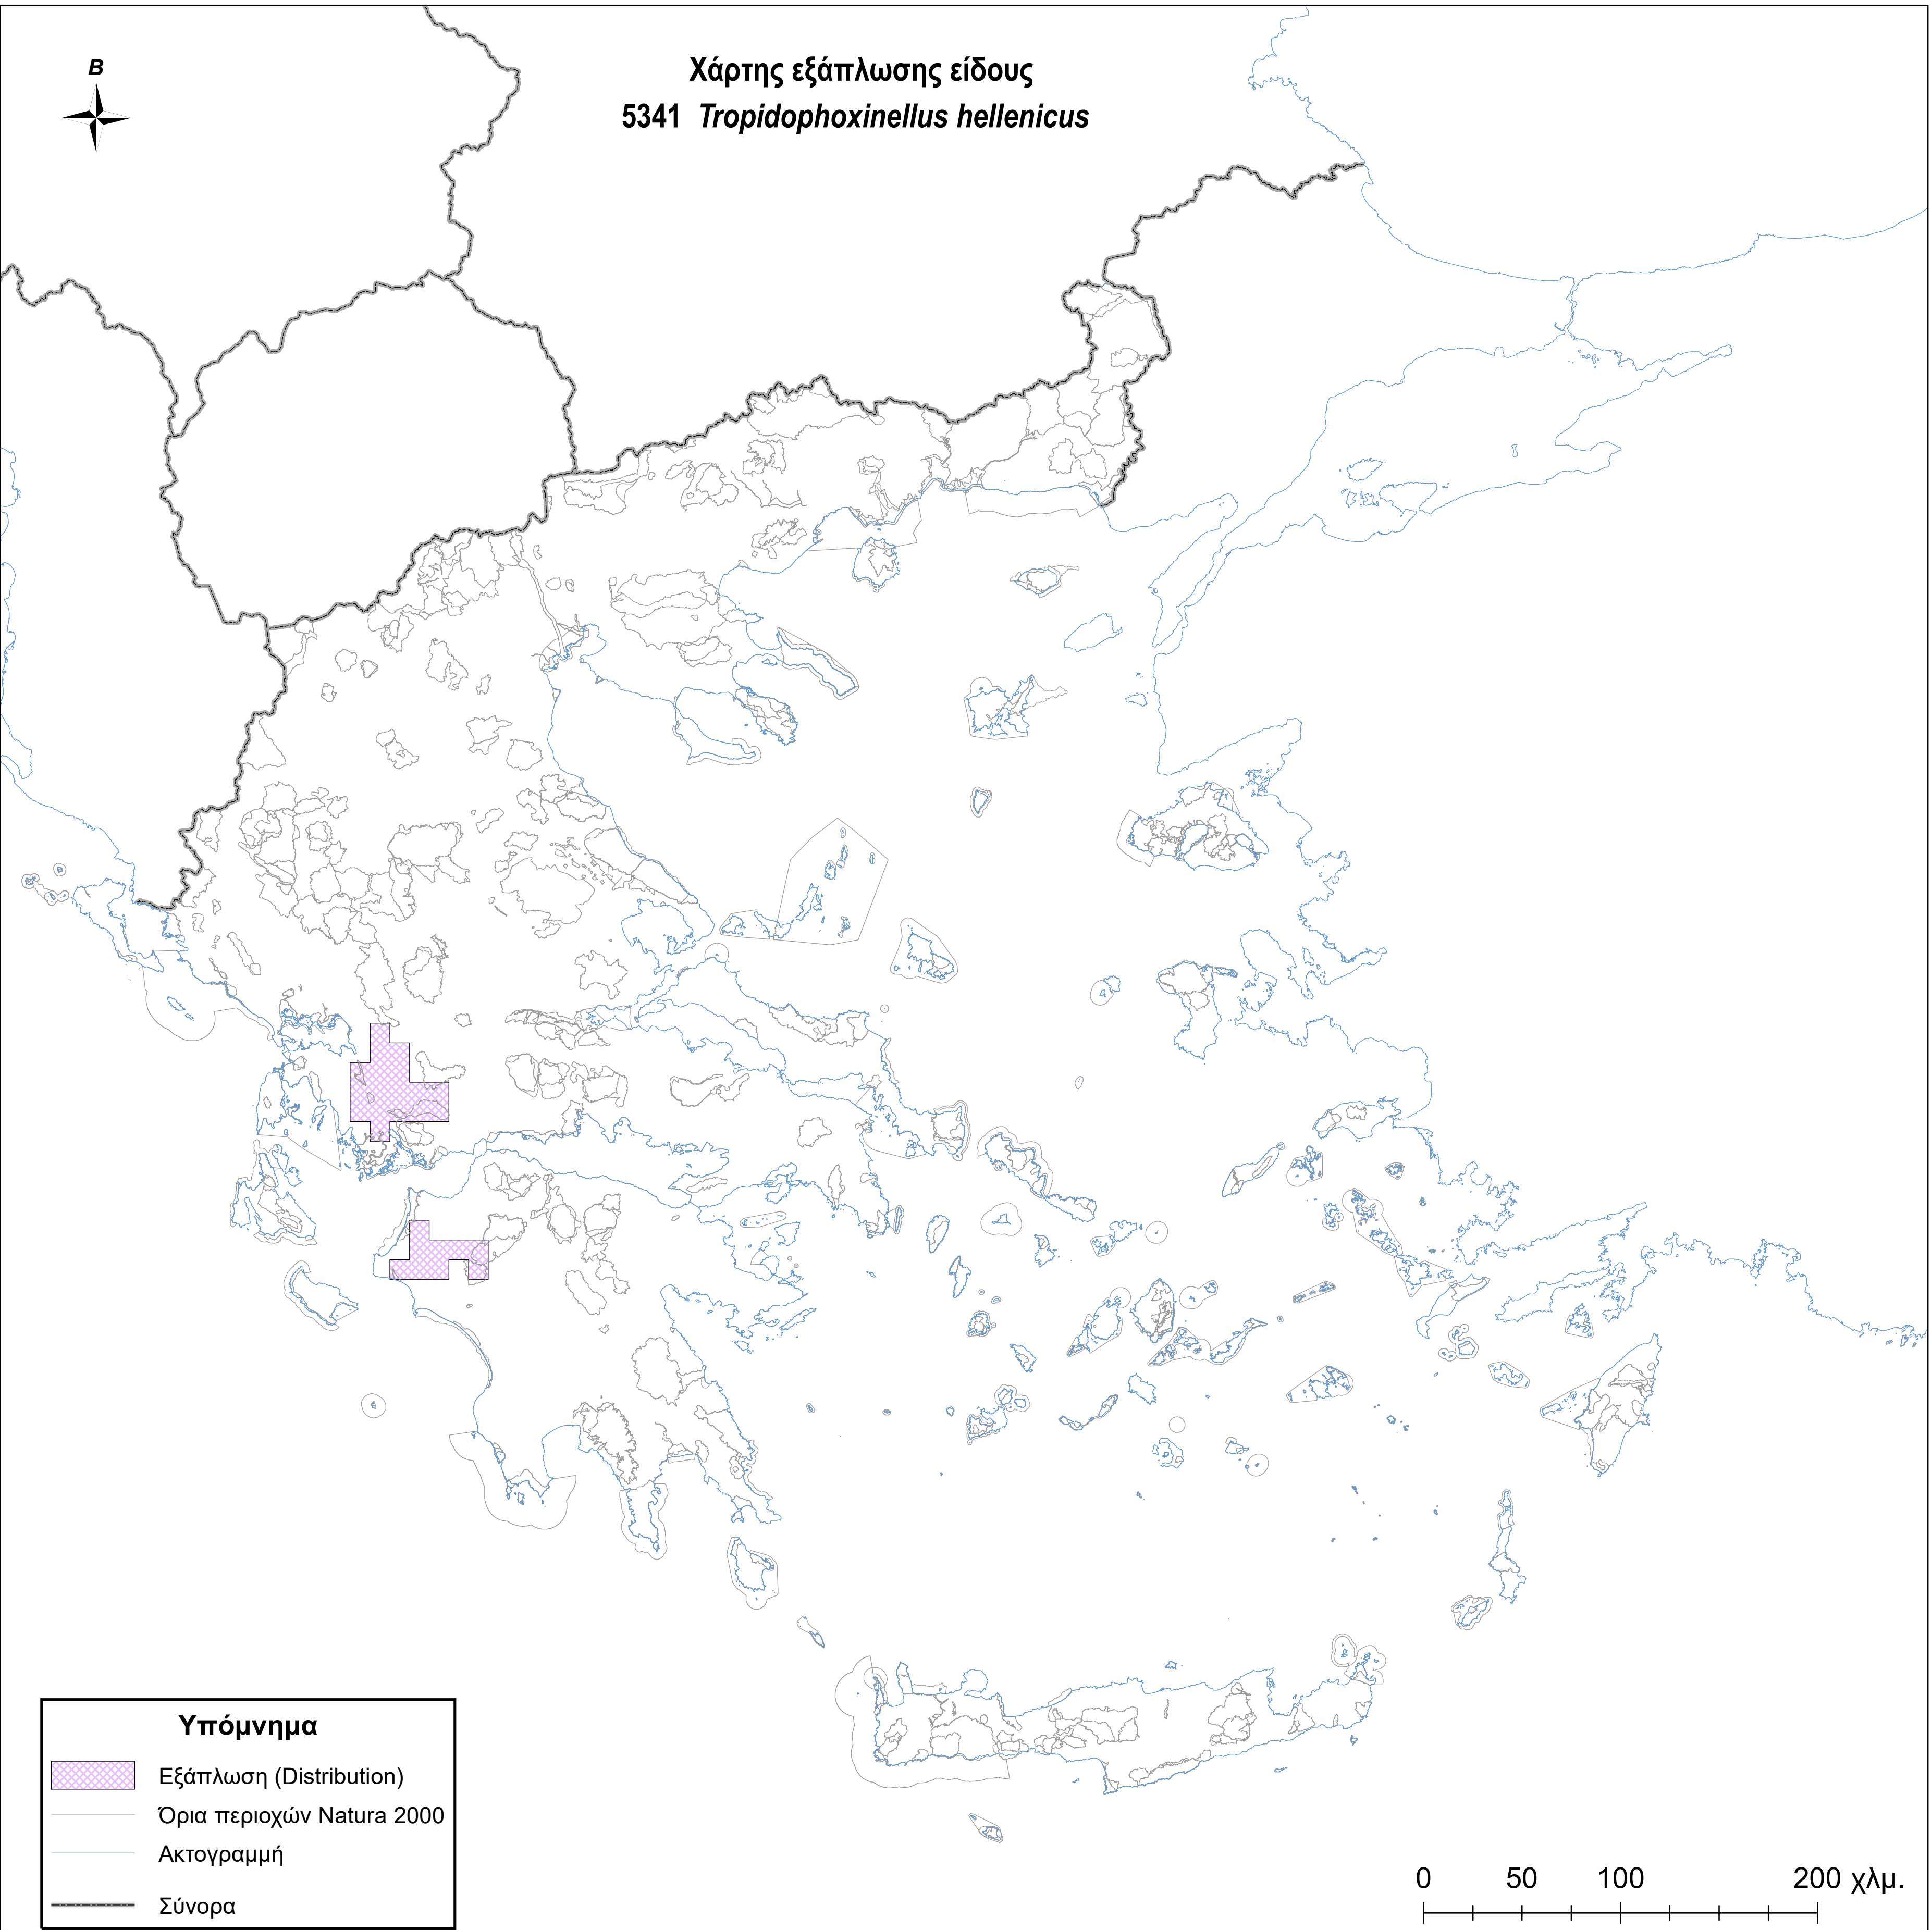 Χάρτης εξάπλωσης είδους
5341 Tropidophoxinellus hellenicus
Β
Υπόμνημα
Εξάπλωση (Distribution)
Όρια περιοχών Natura 2000
Ακτογραμμή
Σύνορα
0 50 100 200 χλμ.